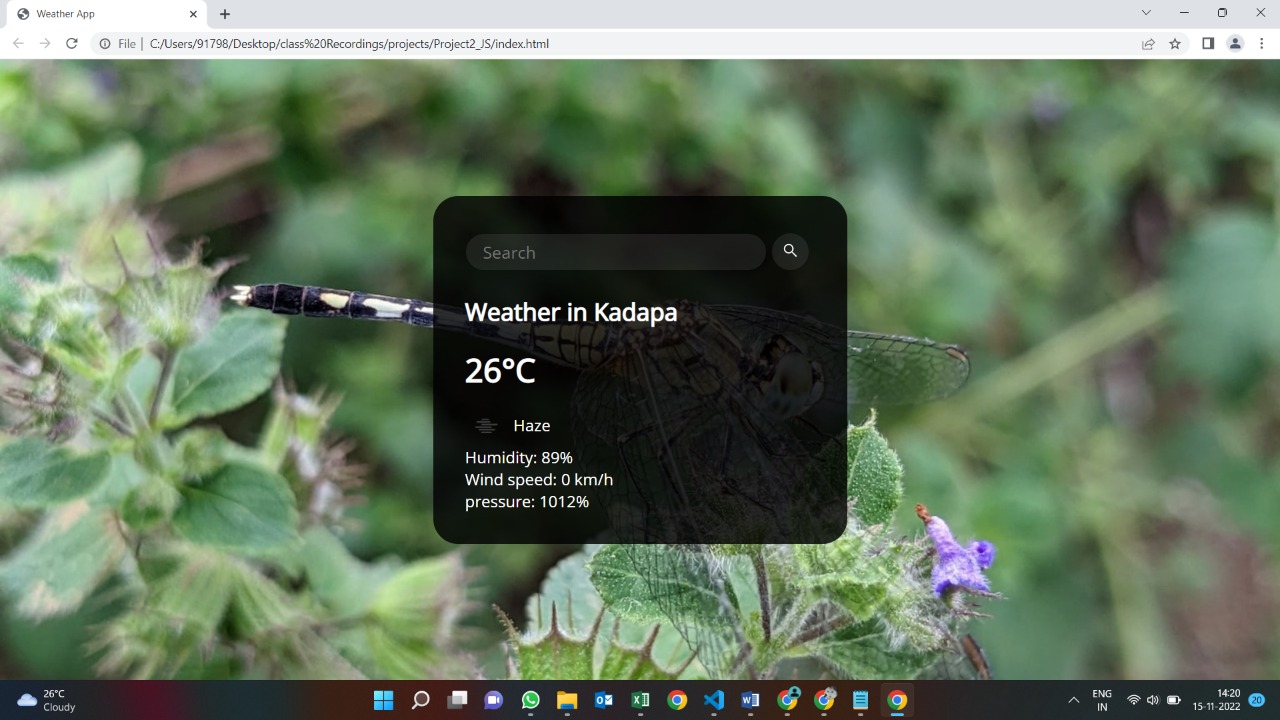 Weather App
File
C:/Users/91798/Desktop/class%20Recordings/projects/Project2_JS/index.html
Search
Weather in Kadapa
26°C
Haze
Humidity: 89%
Wind speed: 0 km/h
pressure: 1012%
26°C
Cloudy
ENG
IN
14:20
15-11-2022
20